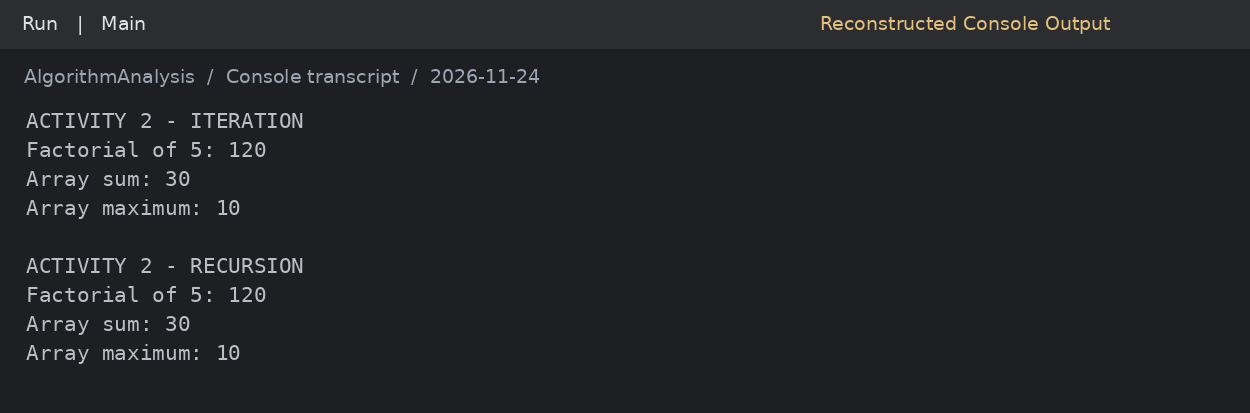 Run | Main Reconstructed Console Output
AlgorithmAnalysis / Console transcript / 2026-11-24
ACTIVITY 2 - ITERATION
Factorial of 5: 120
Array sum: 30
Array maximum: 10
ACTIVITY 2 - RECURSION
Factorial of 5: 120
Array sum: 30
Array maximum: 10